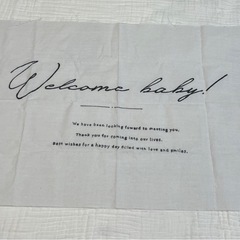 Welcome baby!
We have been looking forward to meeting you.
Thank you for coming into our lives.
Best wishes for a happy day filled with love and smiles.